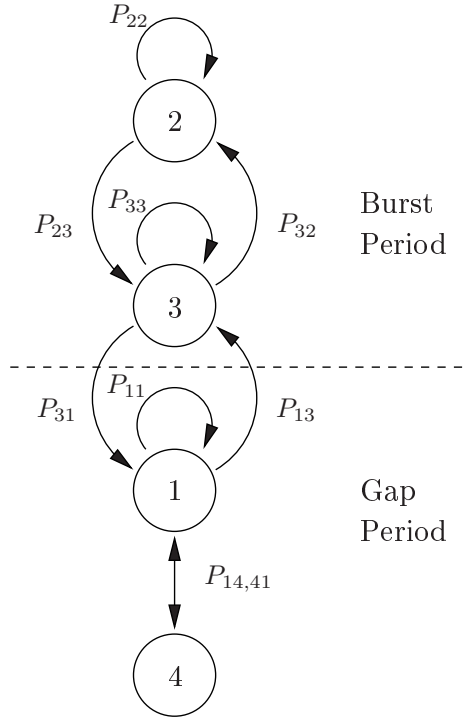 P22
2
P23
P33
P32
Burst
Period
3
P31
P11
P13
1
Gap
Period
P14,41
4